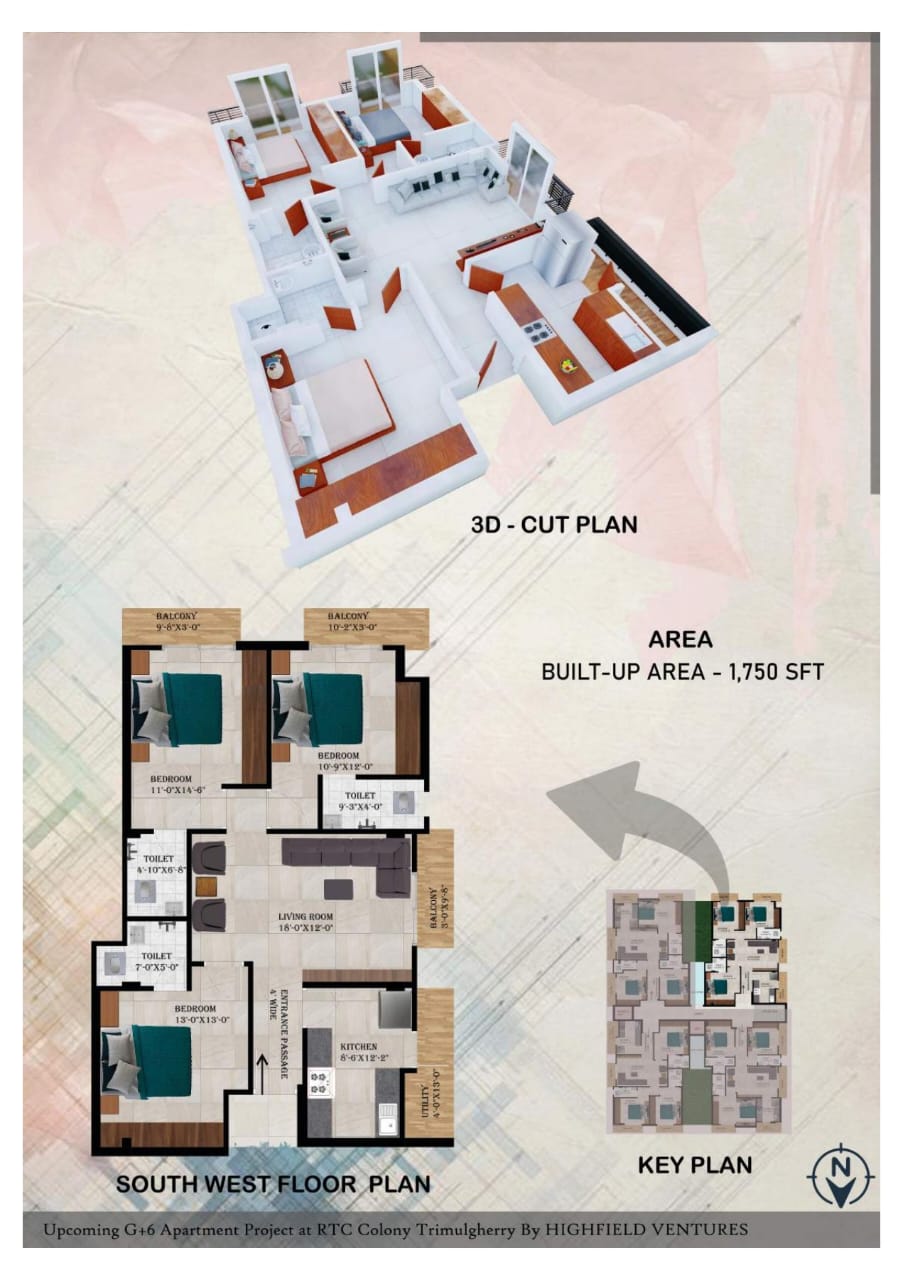 3D - CUT PLAN
AREA
BUILT-UP AREA - 1,750 SFT
BALCONY
9'-8"X3'-0"
BALCONY
10'-2"X3'-0"
BEDROOM
11'-0"X14'-6"
BEDROOM
10'-9"X12'-0"
TOILET
9'-3"X4'-0"
TOILET
4'-10"X6'-8"
LIVING ROOM
18'-0"X12'-0"
BALCONY
3'-0"X9'-8"
TOILET
7'-0"X5'-0"
BEDROOM
13'-0"X13'-0"
ENTRANCE PASSAGE
4' WIDE
KITCHEN
8'-6"X12'-2"
UTILITY
4'-0"X13'-0"
SOUTH WEST FLOOR PLAN
KEY PLAN
N
Upcoming G+6 Apartment Project at RTC Colony Trimulgherry By HIGHFIELD VENTURES